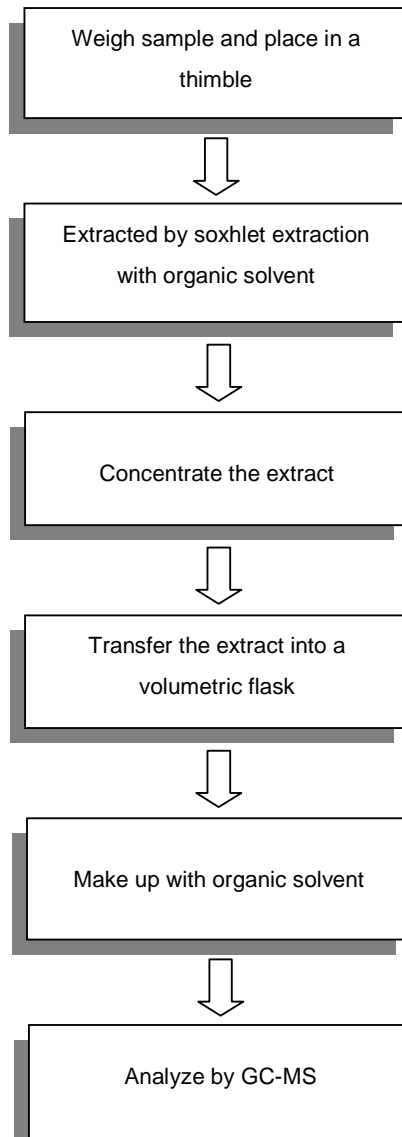 Weigh sample and place in a
thimble
Extracted by soxhlet extraction
with organic solvent
Concentrate the extract
Transfer the extract into a
volumetric flask
Make up with organic solvent
Analyze by GC-MS